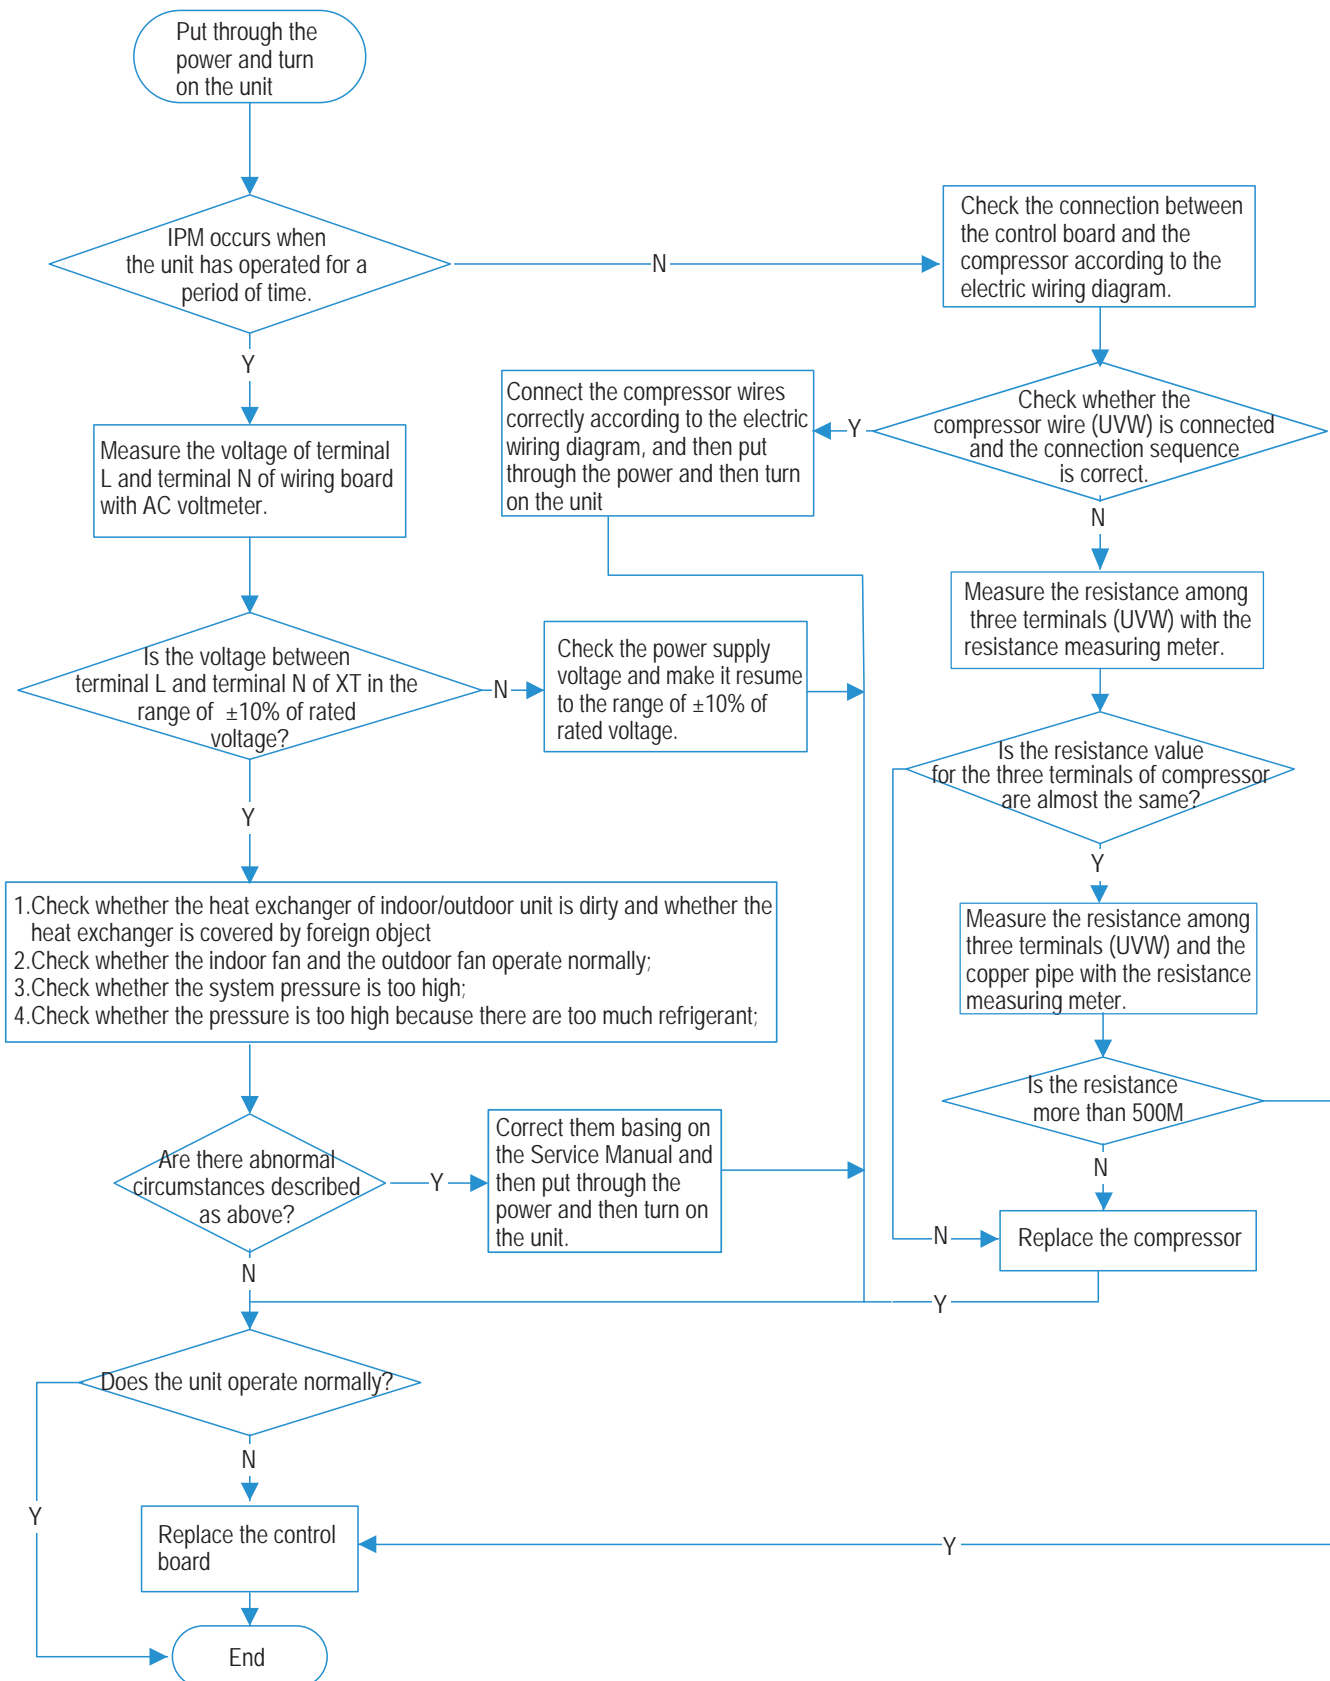 Put through the
power and turn
on the unit
IPM occurs when
the unit has operated for a
period of time.
N
Check the connection between
the control board and the
compressor according to the
electric wiring diagram.
Y
Connect the compressor wires
correctly according to the electric
wiring diagram, and then put
through the power and then turn
on the unit
Y
Check whether the
compressor wire (UVW) is connected
and the connection sequence
is correct.
Measure the voltage of terminal
L and terminal N of wiring board
with AC voltmeter.
N
Measure the resistance among
three terminals (UVW) with the
resistance measuring meter.
Is the voltage between
terminal L and terminal N of XT in the
range of ±10% of rated
voltage?
N
Check the power supply
voltage and make it resume
to the range of ±10% of
rated voltage.
Is the resistance value
for the three terminals of compressor
are almost the same?
Y
Y
1.Check whether the heat exchanger of indoor/outdoor unit is dirty and whether the
heat exchanger is covered by foreign object
2.Check whether the indoor fan and the outdoor fan operate normally;
3.Check whether the system pressure is too high;
4.Check whether the pressure is too high because there are too much refrigerant;
Measure the resistance among
three terminals (UVW) and the
copper pipe with the resistance
measuring meter.
Is the resistance
more than 500M
Are there abnormal
circumstances described
as above?
Y
Correct them basing on
the Service Manual and
then put through the
power and then turn on
the unit.
N
N
Replace the compressor
N
Y
Does the unit operate normally?
N
Y
Replace the control
board
Y
End